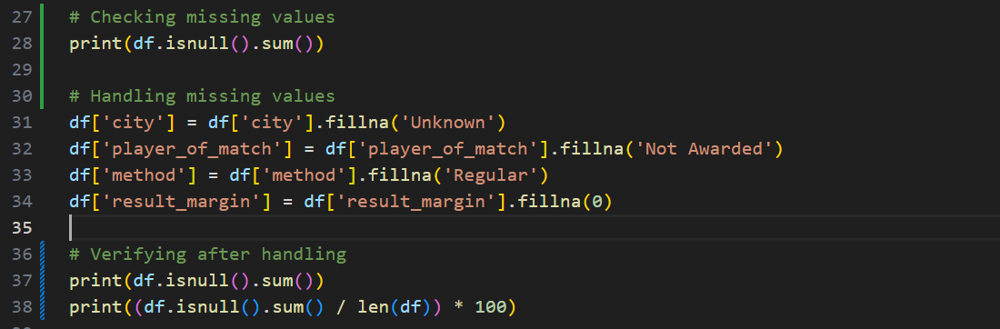 27 # Checking missing values
28 print(df.isnull().sum())
29
30 # Handling missing values
31 df['city'] = df['city'].fillna('Unknown')
32 df['player_of_match'] = df['player_of_match'].fillna('Not Awarded')
33 df['method'] = df['method'].fillna('Regular')
34 df['result_margin'] = df['result_margin'].fillna(0)
35
36 # Verifying after handling
37 print(df.isnull().sum())
38 print((df.isnull().sum() / len(df)) * 100)